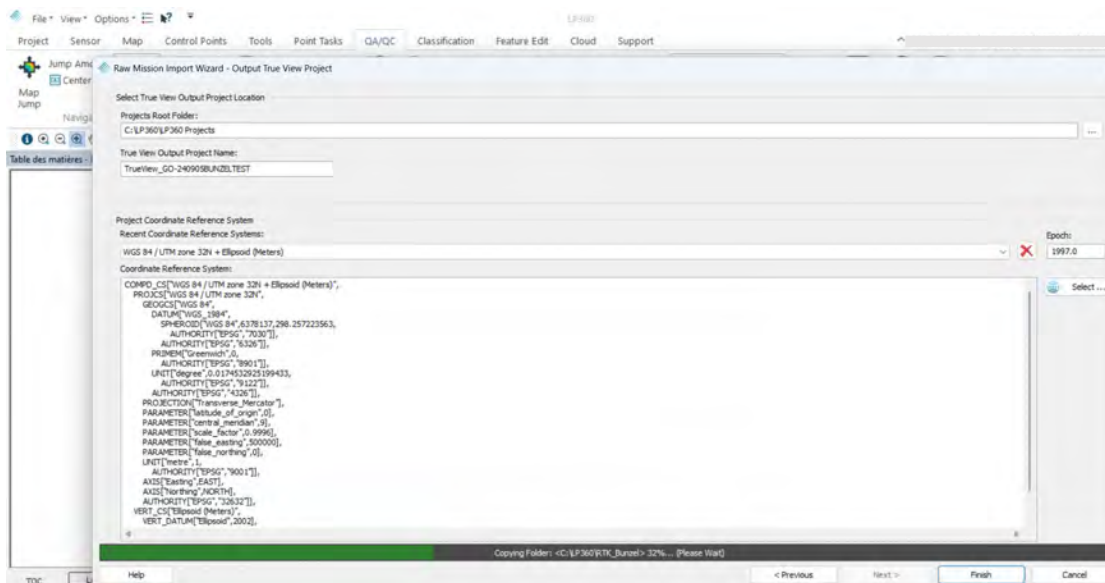 File View Options
LP360
Project Sensor Map Control Points Tools Point Tasks QA/QC Classification Feature Edit Cloud Support
Jump
Center
Map
Jump
Raw Mission Import Wizard - Output True View Project
Select True View Output Project Location
Projects Root Folder:
C:\LP360\LP360 Projects
...
Table des matières -
True View Output Project Name:
TrueView_GO-240905BUNZELTEST
Project Coordinate Reference System
Recent Coordinate Reference Systems:
Epoch:
WGS 84 / UTM zone 32N + Ellipsoid (Meters)
1997.0
Coordinate Reference System:
Select ...
COMPD_CS["WGS 84 / UTM zone 32N + Ellipsoid (Meters)",
PROJCS["WGS 84 / UTM zone 32N",
GEOGCS["WGS 84",
DATUM["WGS_1984",
SPHEROID["WGS 84",6378137,298.257223563,
AUTHORITY["EPSG","7030"]],
AUTHORITY["EPSG","6326"]],
PRIMEM["Greenwich",0,
AUTHORITY["EPSG","8901"]],
UNIT["degree",0.0174532925199433,
AUTHORITY["EPSG","9122"]],
AUTHORITY["EPSG","4326"]],
PROJECTION["Transverse_Mercator"],
PARAMETER["latitude_of_origin",0],
PARAMETER["central_meridian",9],
PARAMETER["scale_factor",0.9996],
PARAMETER["false_easting",500000],
PARAMETER["false_northing",0],
UNIT["metre",1,
AUTHORITY["EPSG","9001"]],
AXIS["Easting",EAST],
AXIS["Northing",NORTH],
AUTHORITY["EPSG","32632"]],
VERT_CS["Ellipsoid (Meters)",
VERT_DATUM["Ellipsoid",2002],
Copying Folder: <C:\LP360\RTK_Bunzel> 32%... (Please Wait)
TOC
Help
< Previous
Next >
Finish
Cancel